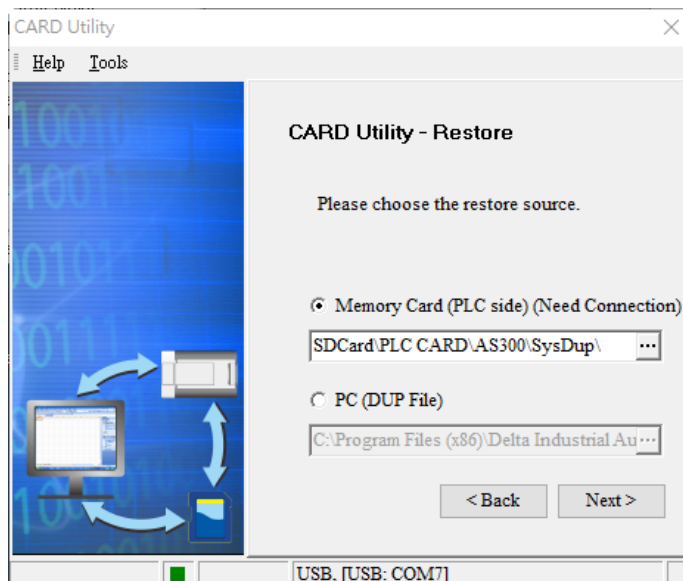 CARD Utility
Help Tools
CARD Utility - Restore
Please choose the restore source.
Memory Card (PLC side) (Need Connection)
SDCard\PLC CARD\AS300\SysDup\ ...
PC (DUP File)
C:\Program Files (x86)\Delta Industrial Au ...
< Back Next >
USB, [USB: COM7]